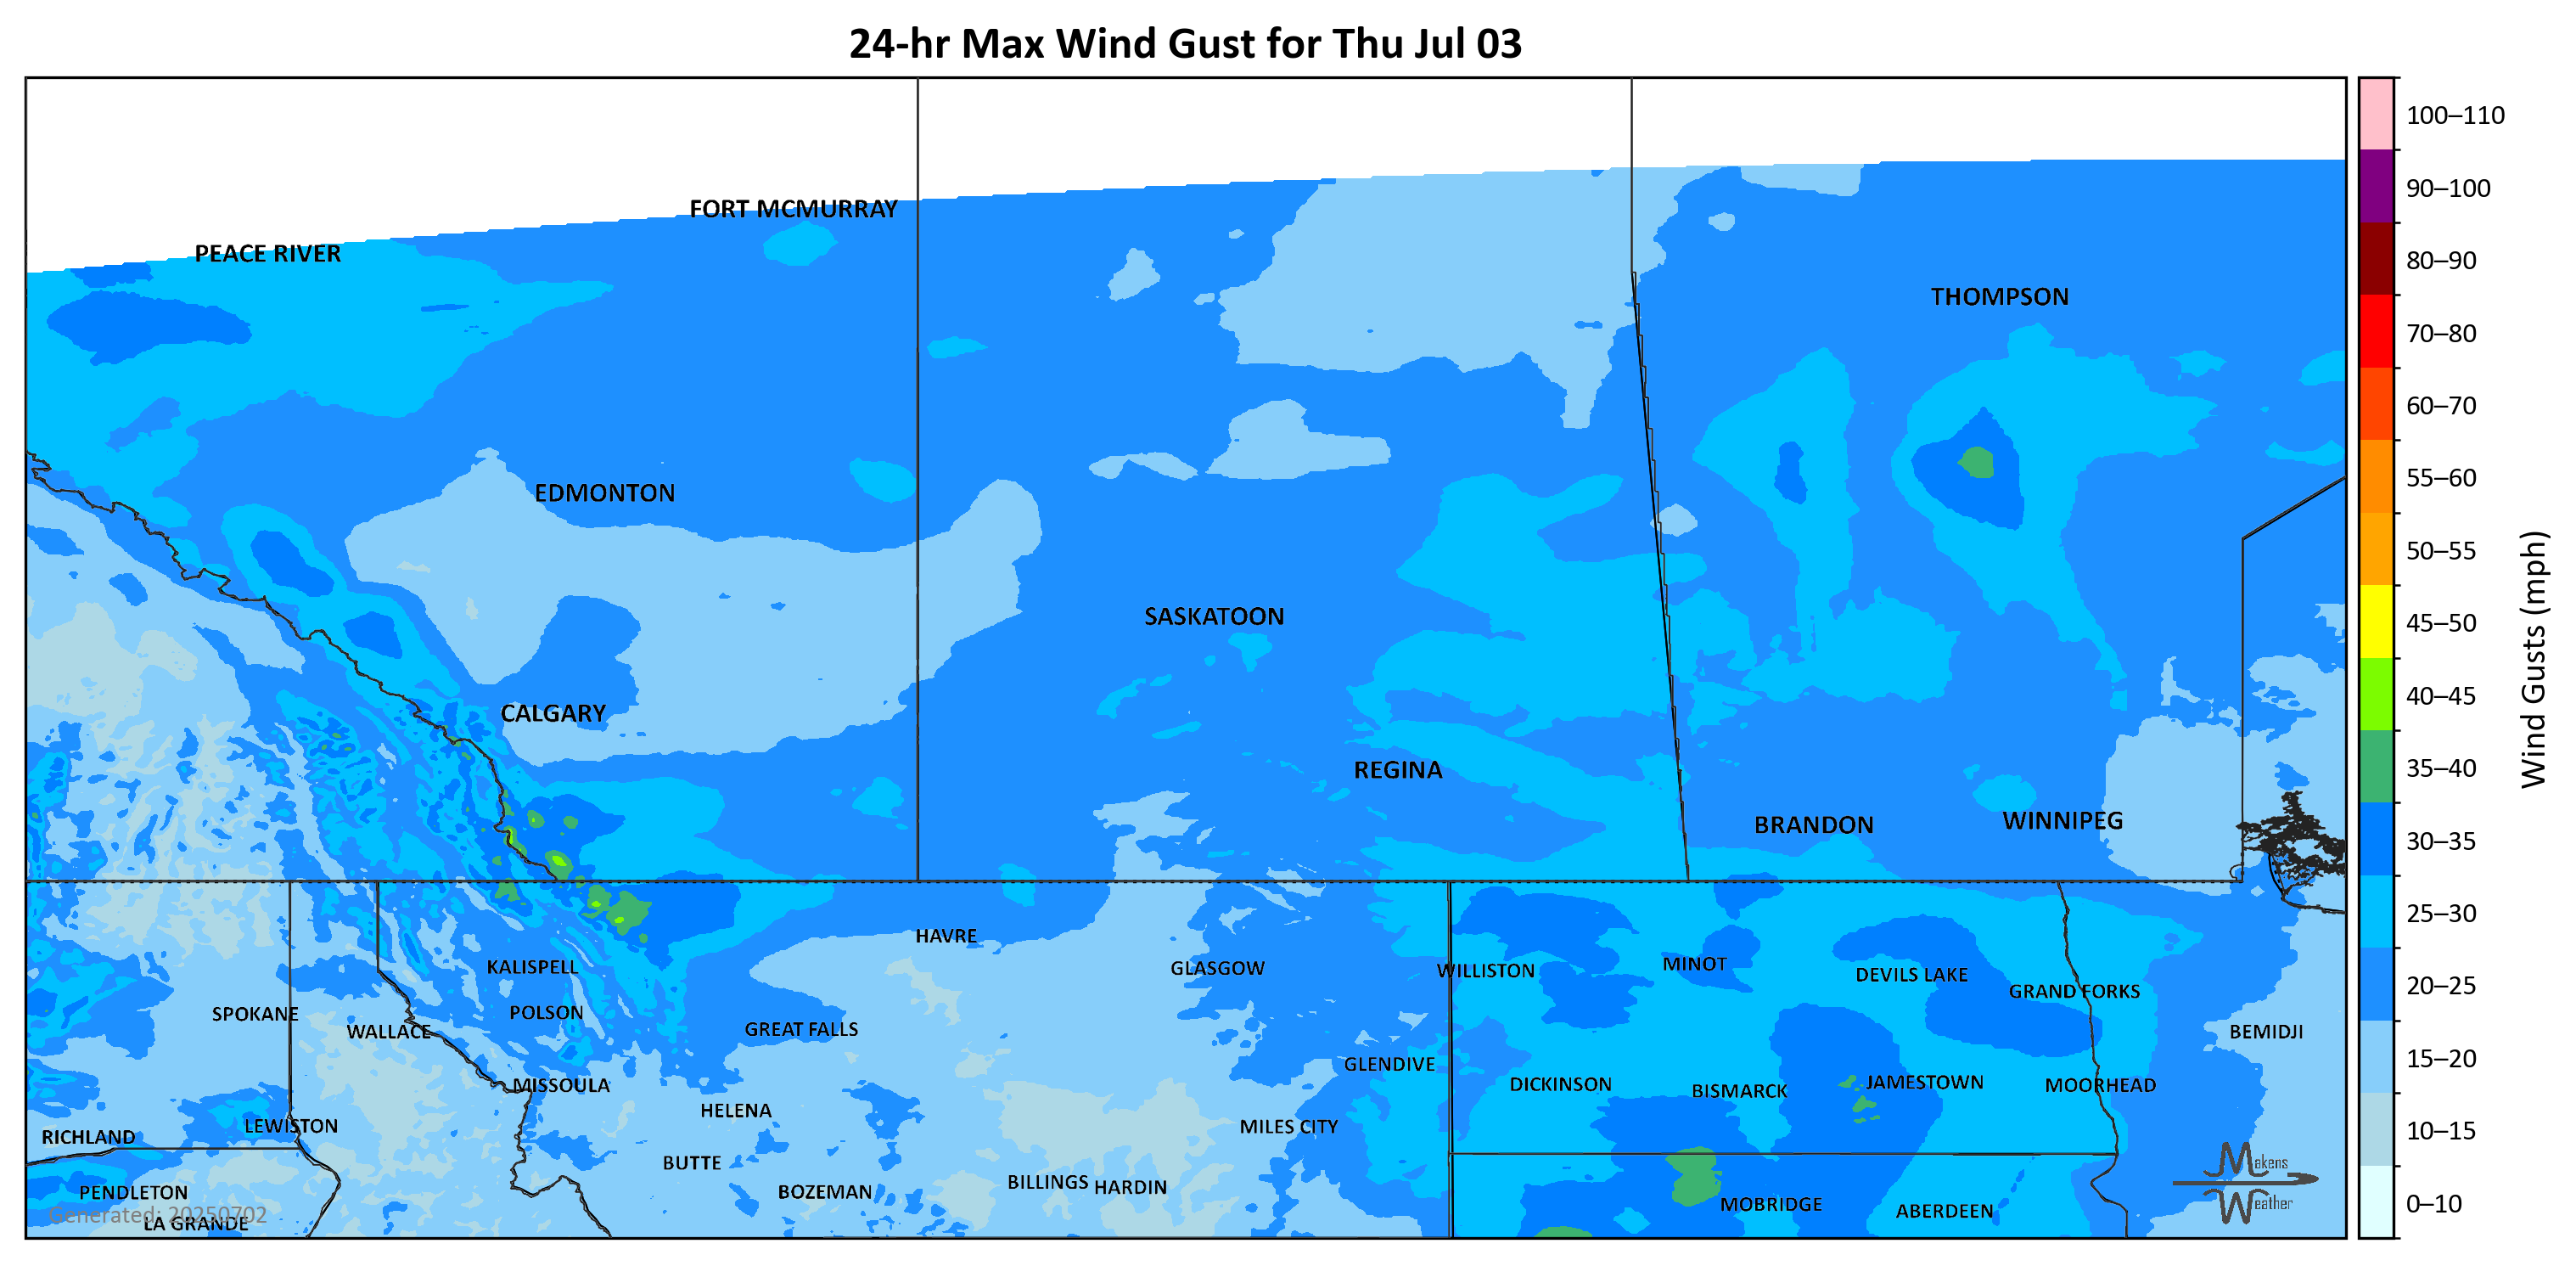 24-hr Max Wind Gust for Thu Jul 03
100–110
90–100
80–90
70–80
60–70
55–60
50–55
45–50
40–45
35–40
30–35
25–30
20–25
15–20
10–15
0–10
Wind Gusts (mph)
FORT MCMURRAY
PEACE RIVER
THOMPSON
EDMONTON
SASKATOON
CALGARY
REGINA
BRANDON
WINNIPEG
HAVRE
KALISPELL
GLASGOW
WILLISTON
MINOT
DEVILS LAKE
GRAND FORKS
SPOKANE
POLSON
WALLACE
GREAT FALLS
BEMIDJI
GLENDIVE
MISSOULA
DICKINSON
BISMARCK
JAMESTOWN
MOORHEAD
HELENA
LEWISTON
MILES CITY
RICHLAND
BUTTE
PENDLETON
BOZEMAN
BILLINGS
HARDIN
MOBRIDGE
ABERDEEN
Generated: 20250702
LA GRANDE
Makens
Weather